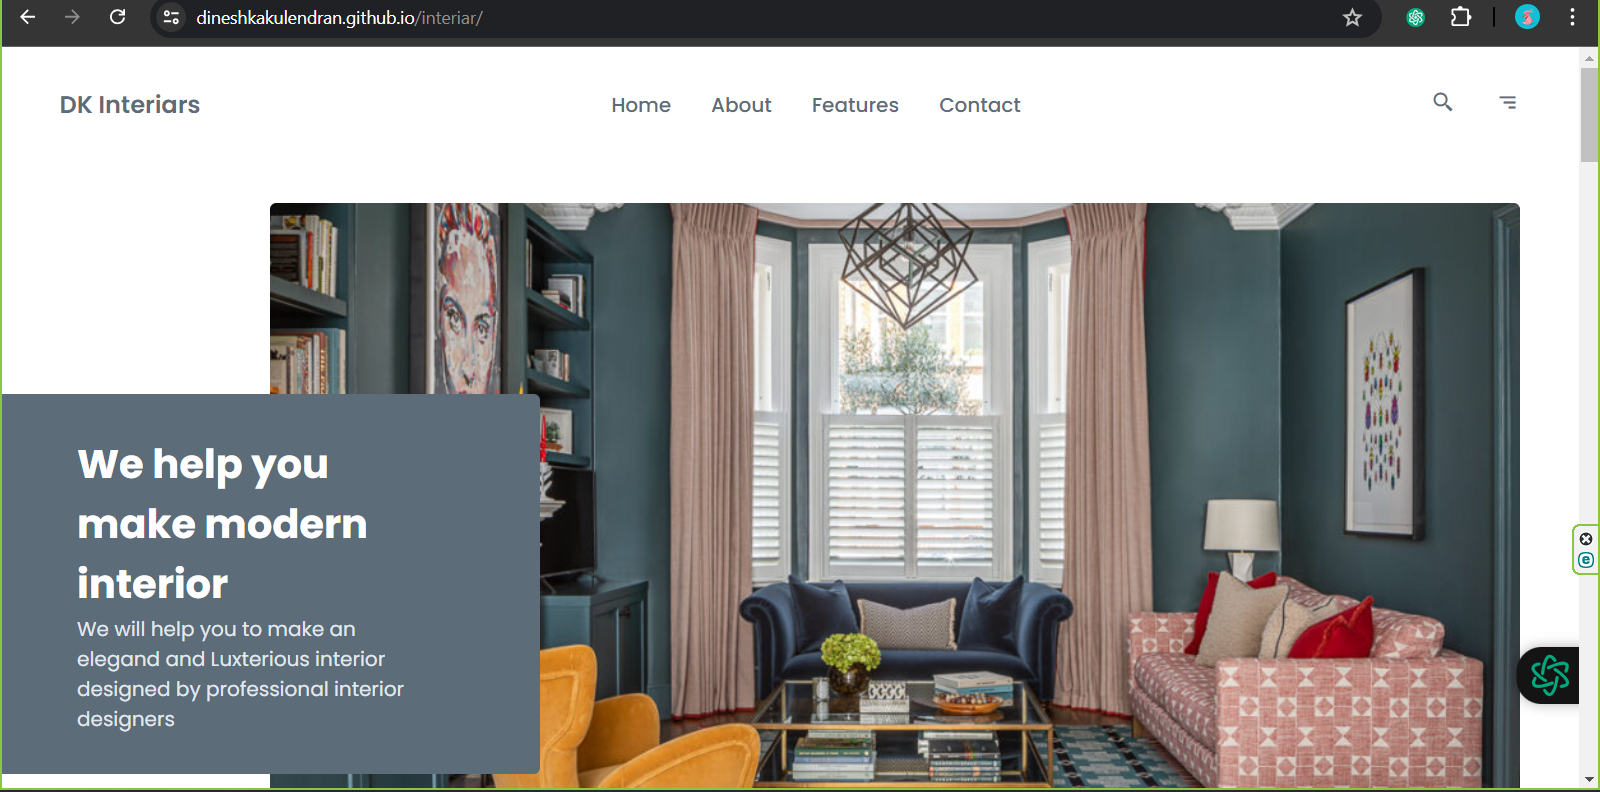 dineshkakulendran.github.io/interiar/
DK Interiars
Home About Features Contact
We help you
make modern
interior
We will help you to make an
elegand and Luxterious interior
designed by professional interior
designers